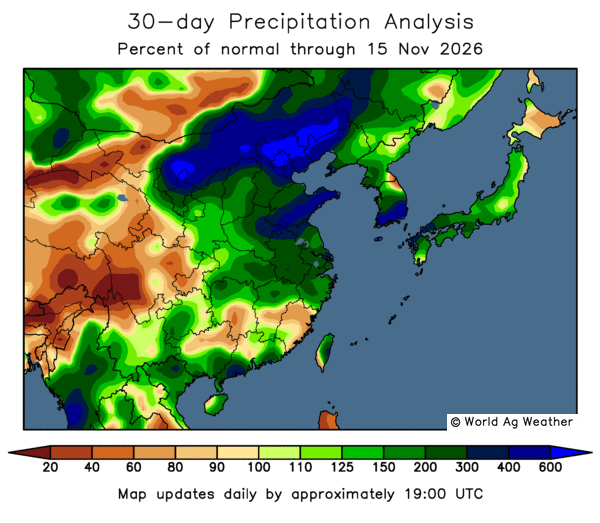 30-day Precipitation Analysis
Percent of normal through 15 Nov 2026
© World Ag Weather
20 40 60 80 90 100 110 125 150 200 300 400 600
Map updates daily by approximately 19:00 UTC